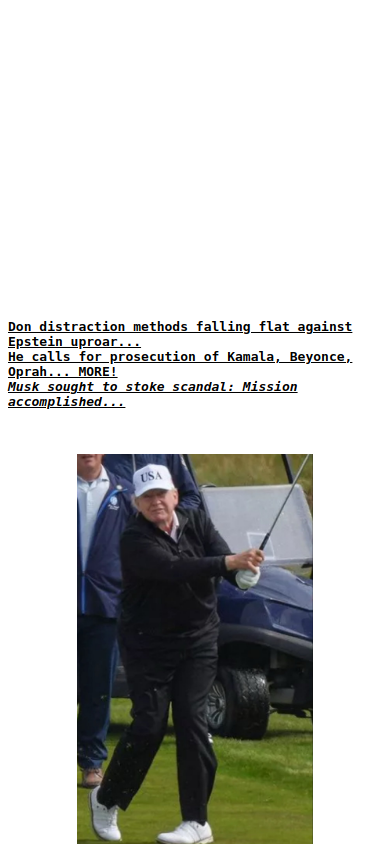 Don distraction methods falling flat against
Epstein uproar...
He calls for prosecution of Kamala, Beyonce,
Oprah... MORE!
Musk sought to stoke scandal: Mission
accomplished...
USA